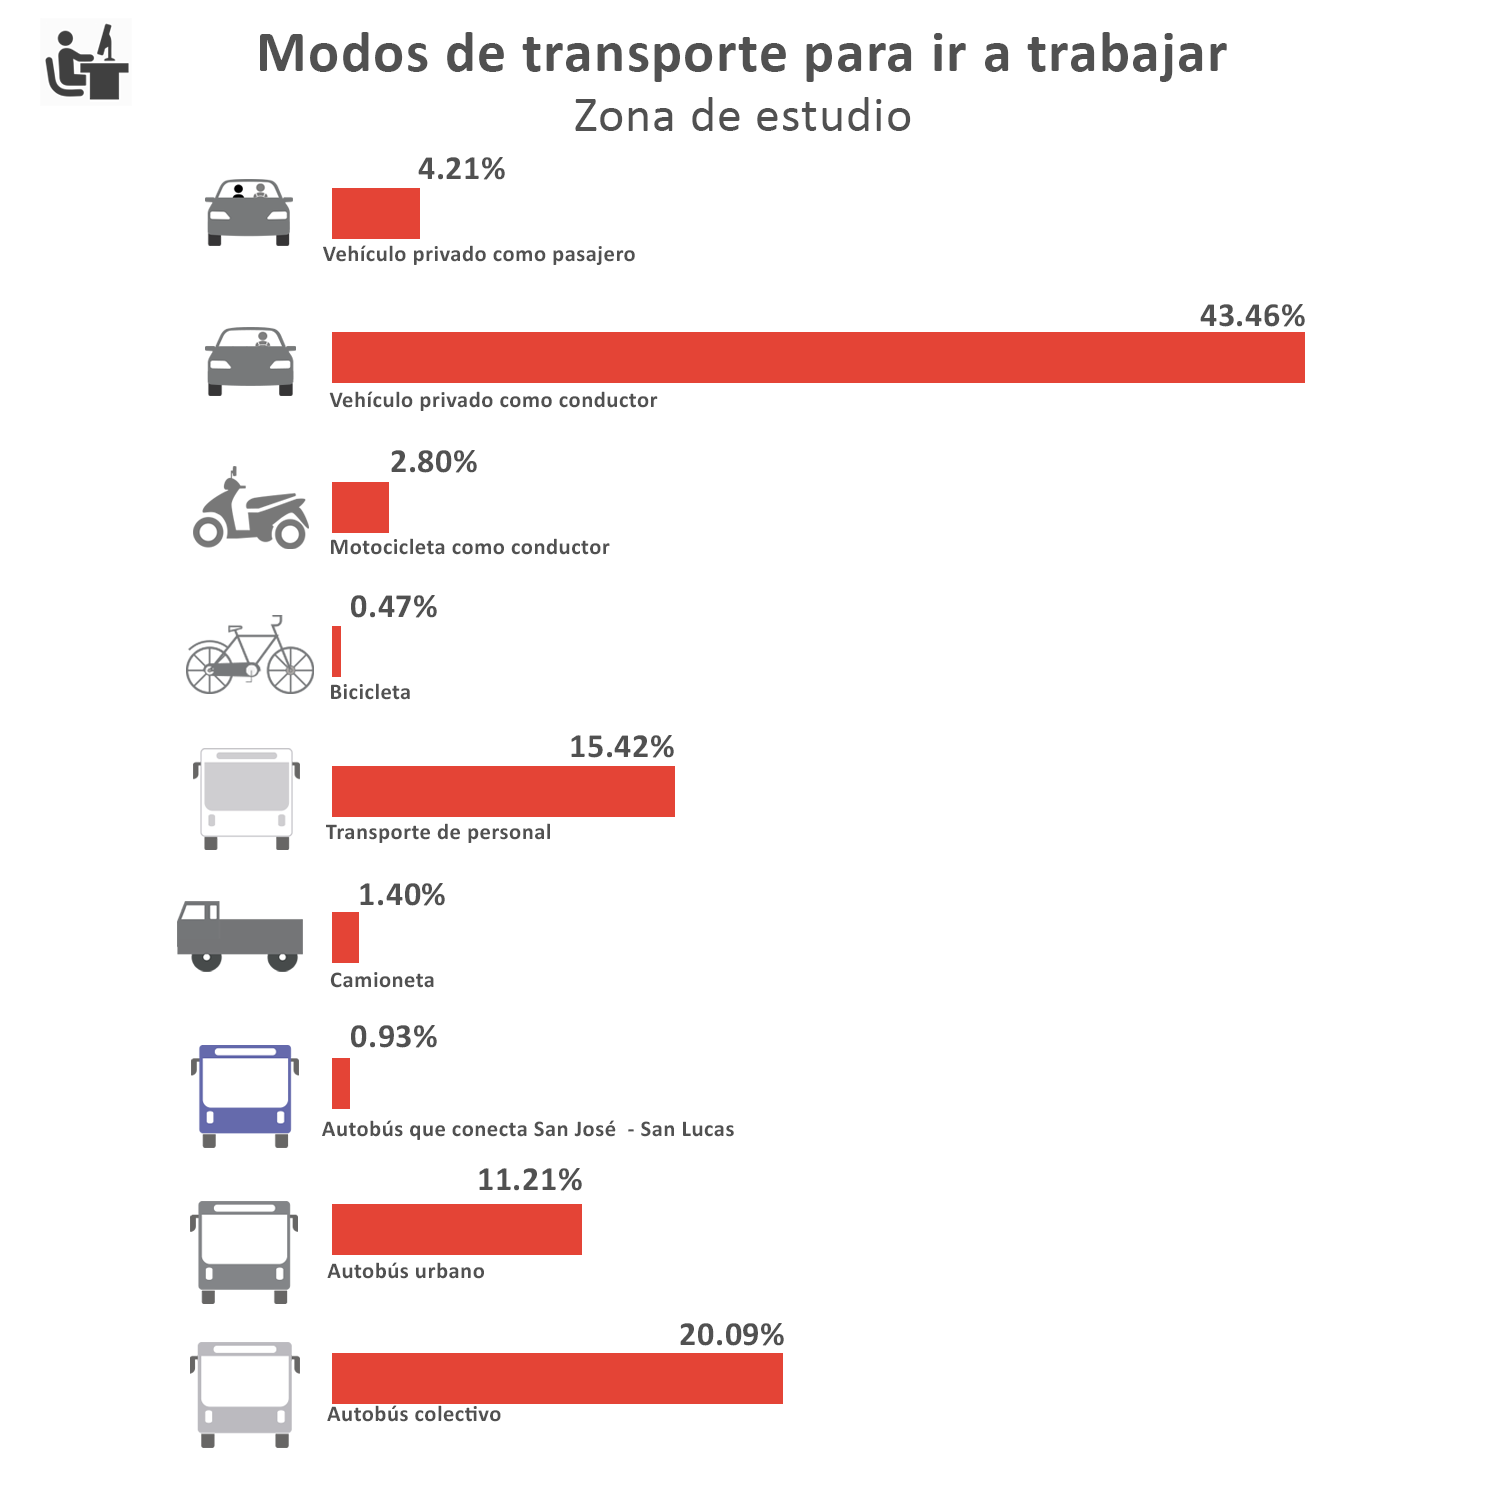 Modos de transporte para ir a trabajar
Zona de estudio
4.21%
Vehículo privado como pasajero
43.46%
Vehículo privado como conductor
2.80%
Motocicleta como conductor
0.47%
Bicicleta
15.42%
Transporte de personal
1.40%
Camioneta
0.93%
Autobús que conecta San José - San Lucas
11.21%
Autobús urbano
20.09%
Autobús colectivo